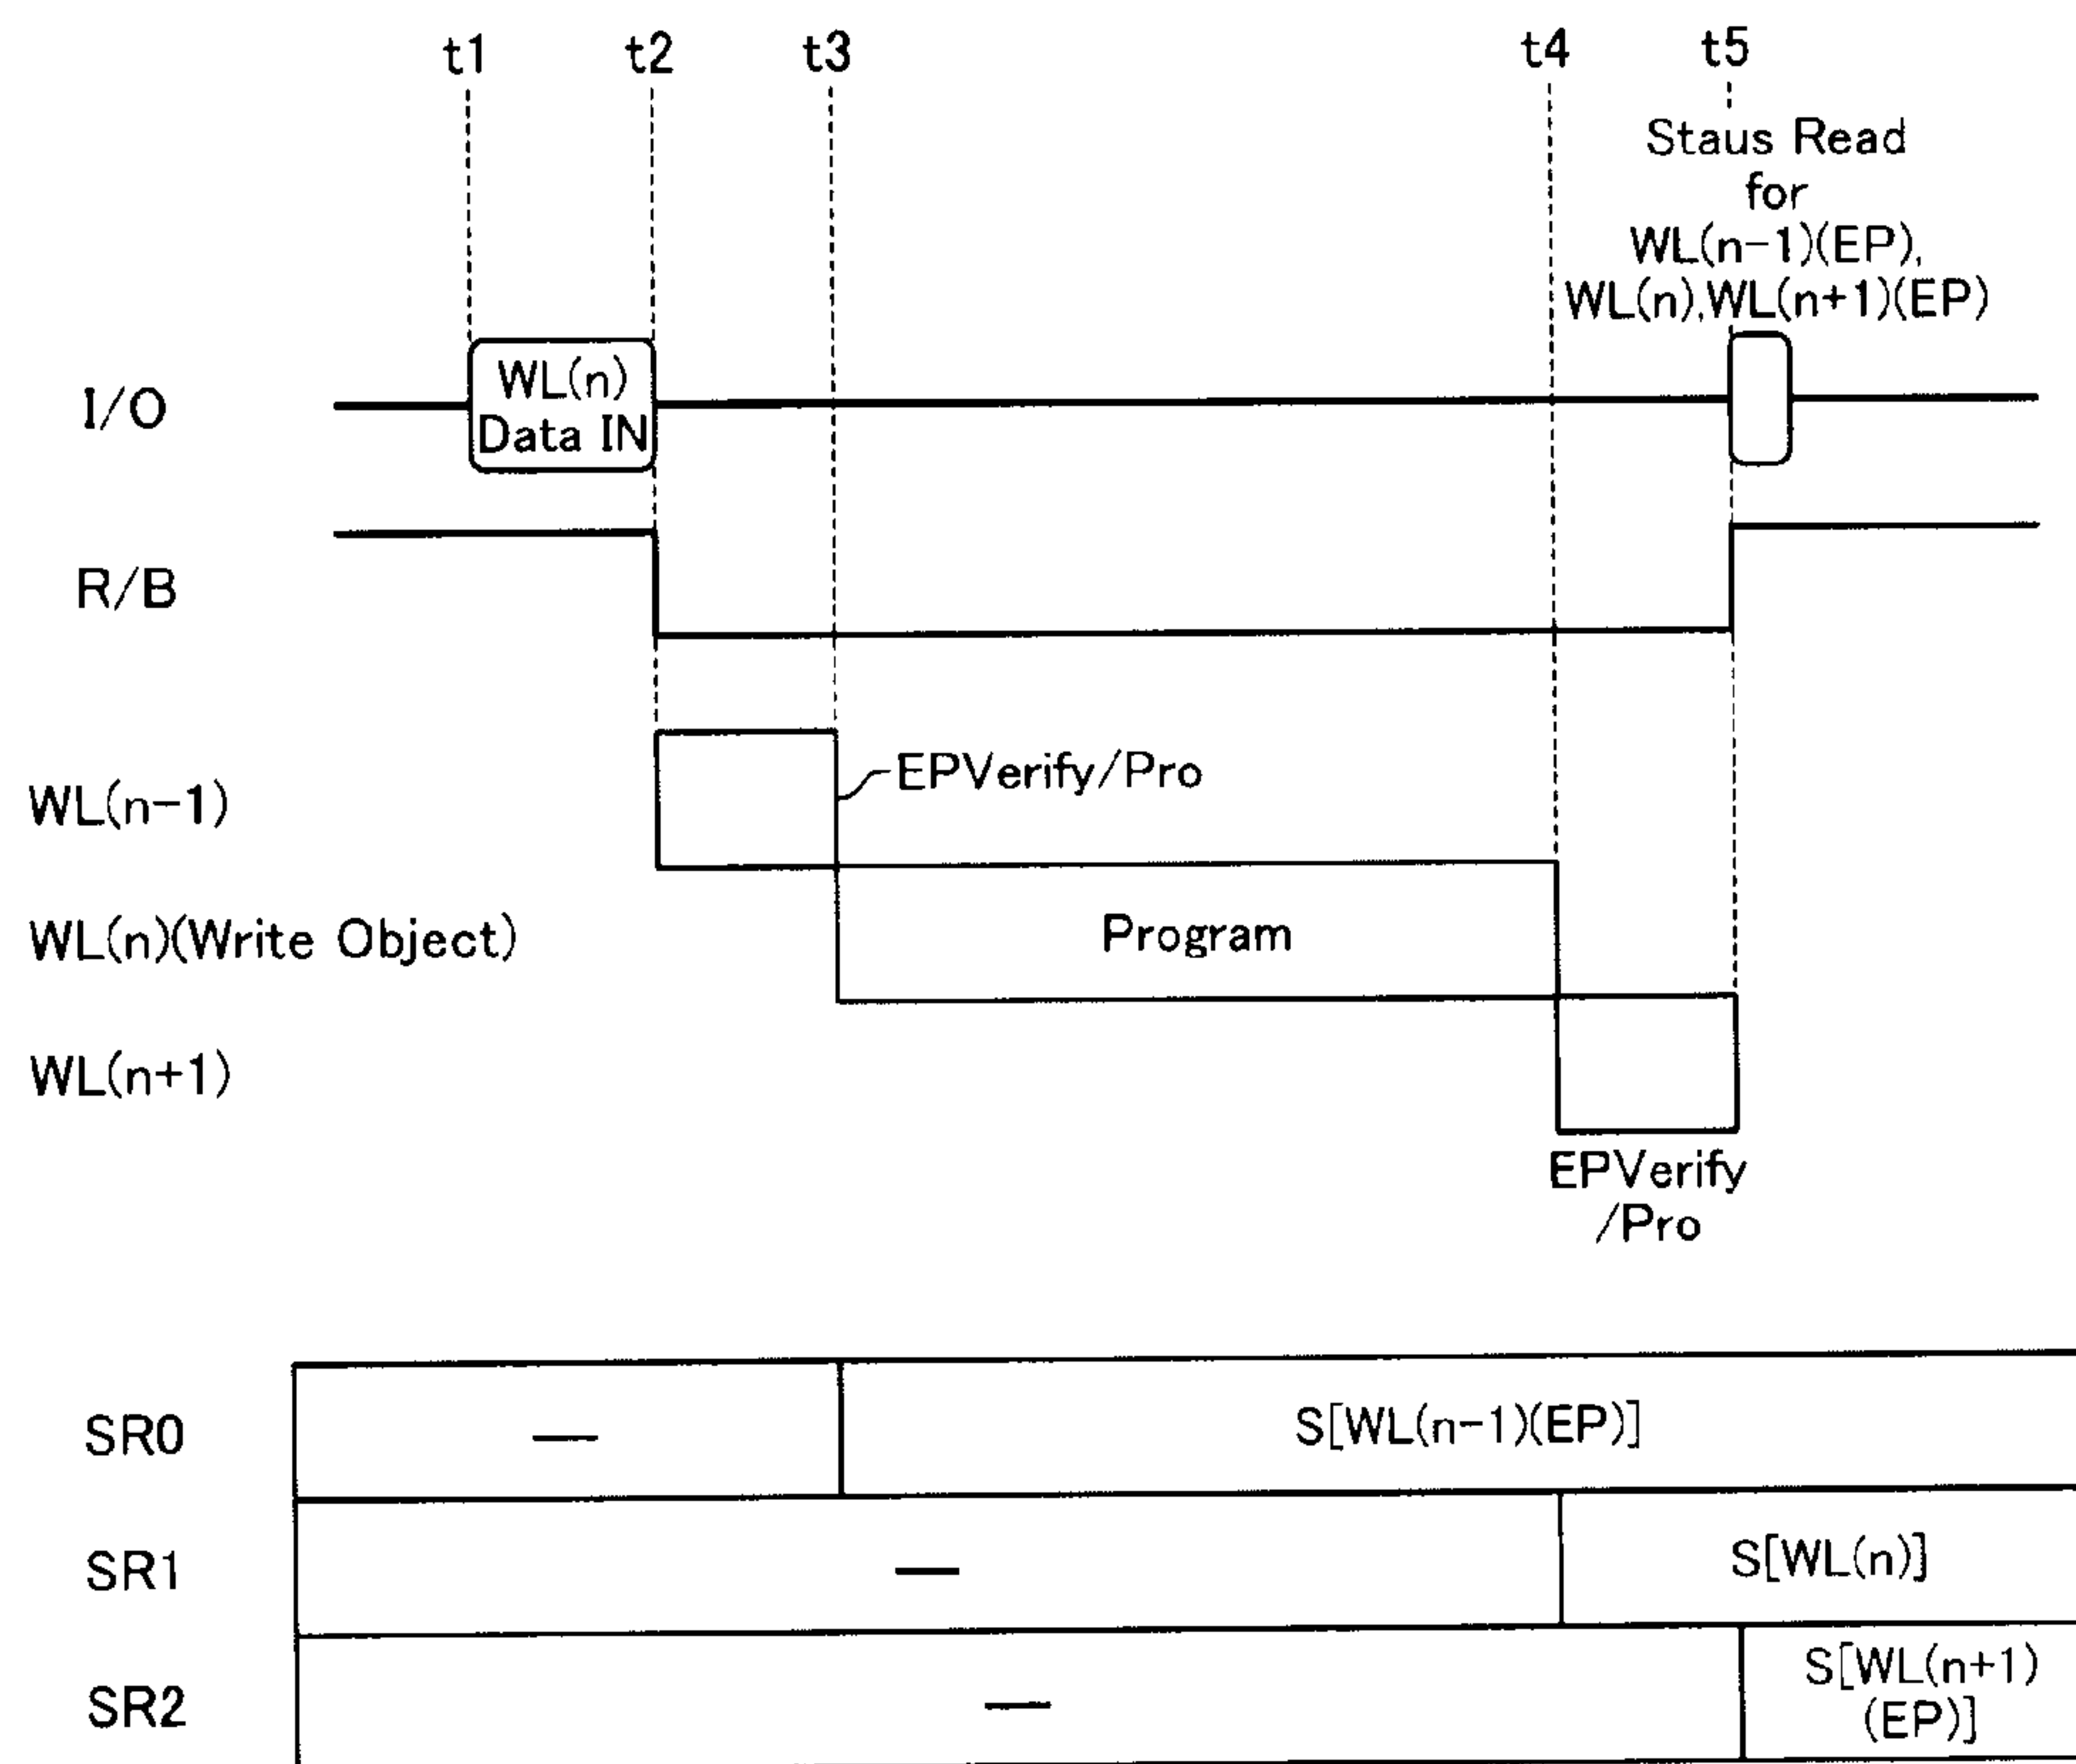 t1 t2 t3 t4 t5
Staus Read
for
WL(n-1)(EP),
WL(n),WL(n+1)(EP)
I/O
WL(n)
Data IN
R/B
WL(n-1)
EPVerify/Pro
WL(n)(Write Object)
Program
WL(n+1)
EPVerify
/Pro
SR0 — S[WL(n-1)(EP)]
SR1 — S[WL(n)]
SR2 — S[WL(n+1)
(EP)]